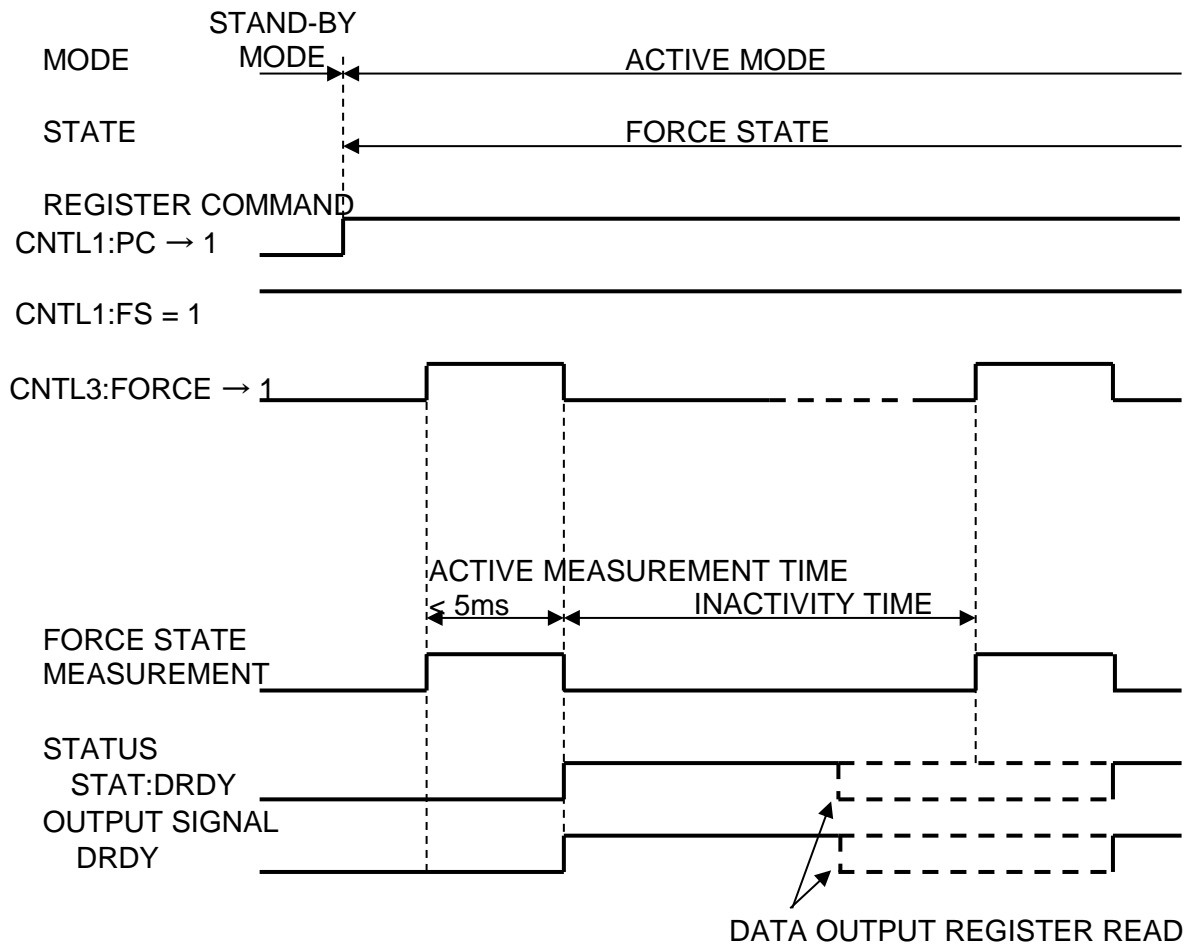 STAND-BY
MODE
MODE
ACTIVE MODE
STATE
FORCE STATE
REGISTER COMMAND
CNTL1:PC → 1
CNTL1:FS = 1
CNTL3:FORCE → 1
ACTIVE MEASUREMENT TIME
< 5ms
INACTIVITY TIME
FORCE STATE
MEASUREMENT
STATUS
STAT:DRDY
OUTPUT SIGNAL
DRDY
DATA OUTPUT REGISTER READ